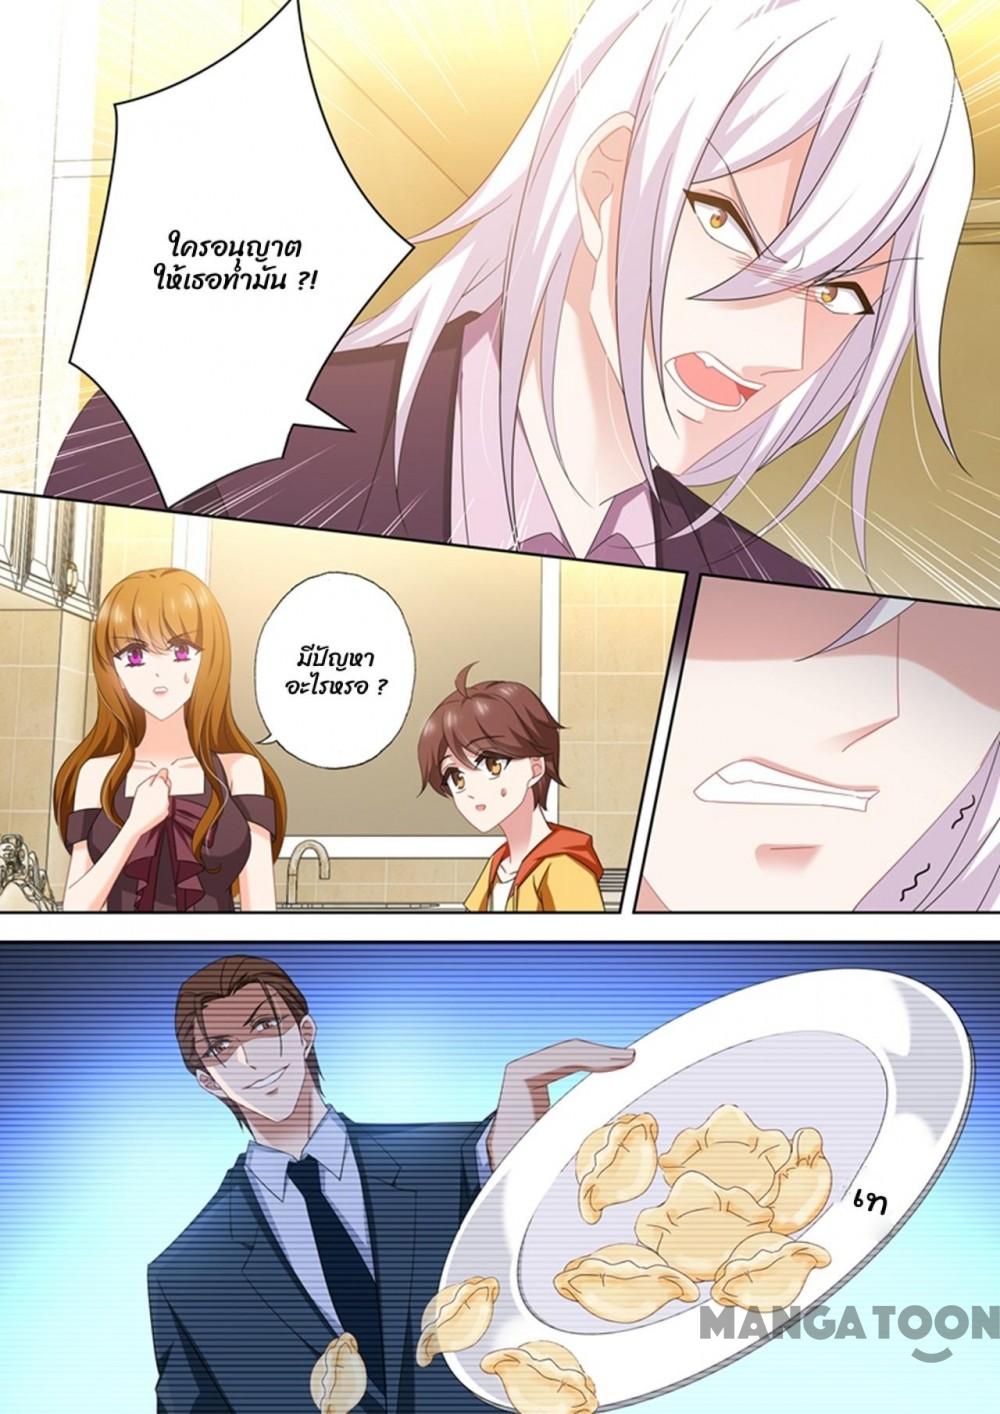 ใครอนุญาต
ให้เธอทำมัน ?!
มีปัญหา
อะไรหรอ ?
เท
MANGATOON